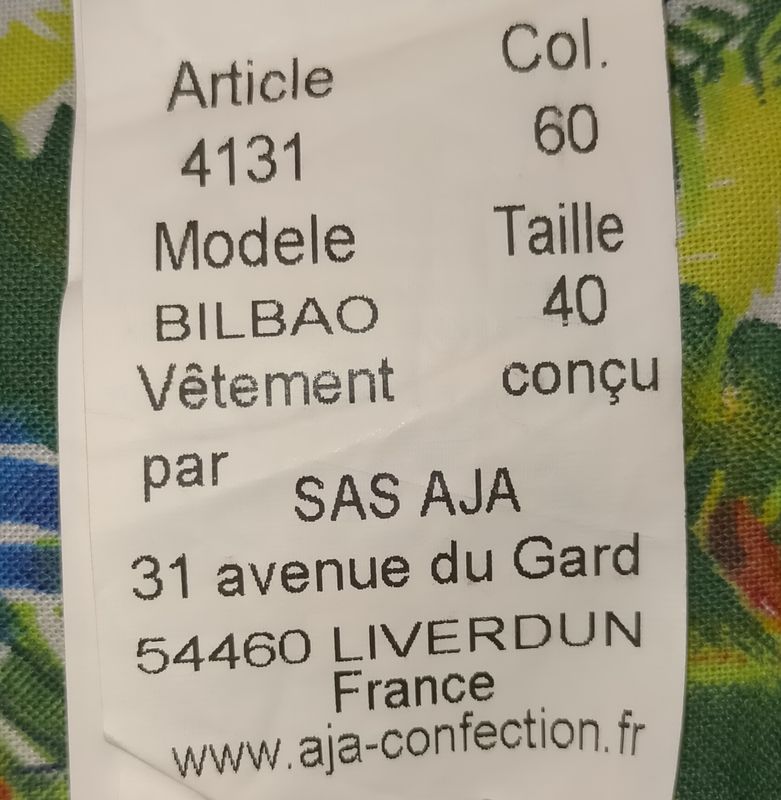 Article Col.
4131 60
Modele Taille
BILBAO 40
Vêtement conçu
par SAS AJA
31 avenue du Gard
54460 LIVERDUN
France
www.aja-confection.fr